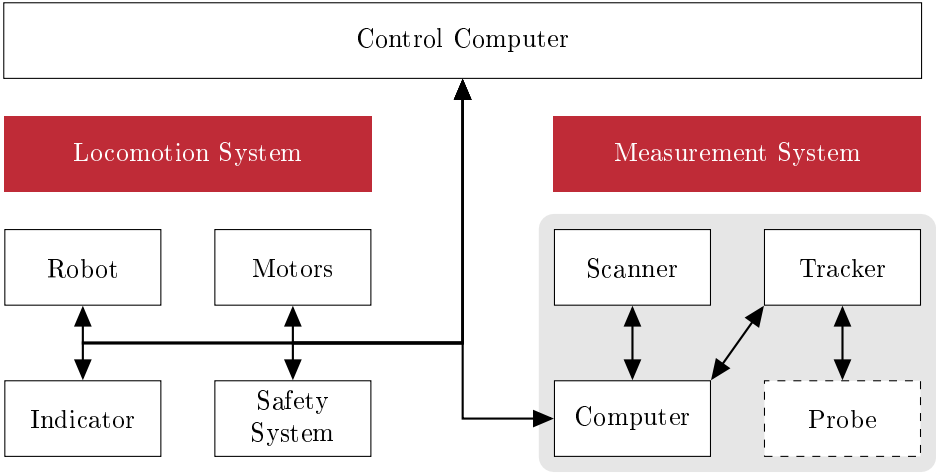 Control Computer
Locomotion System
Measurement System
Robot
Motors
Scanner
Tracker
Indicator
Safety
System
Computer
Probe